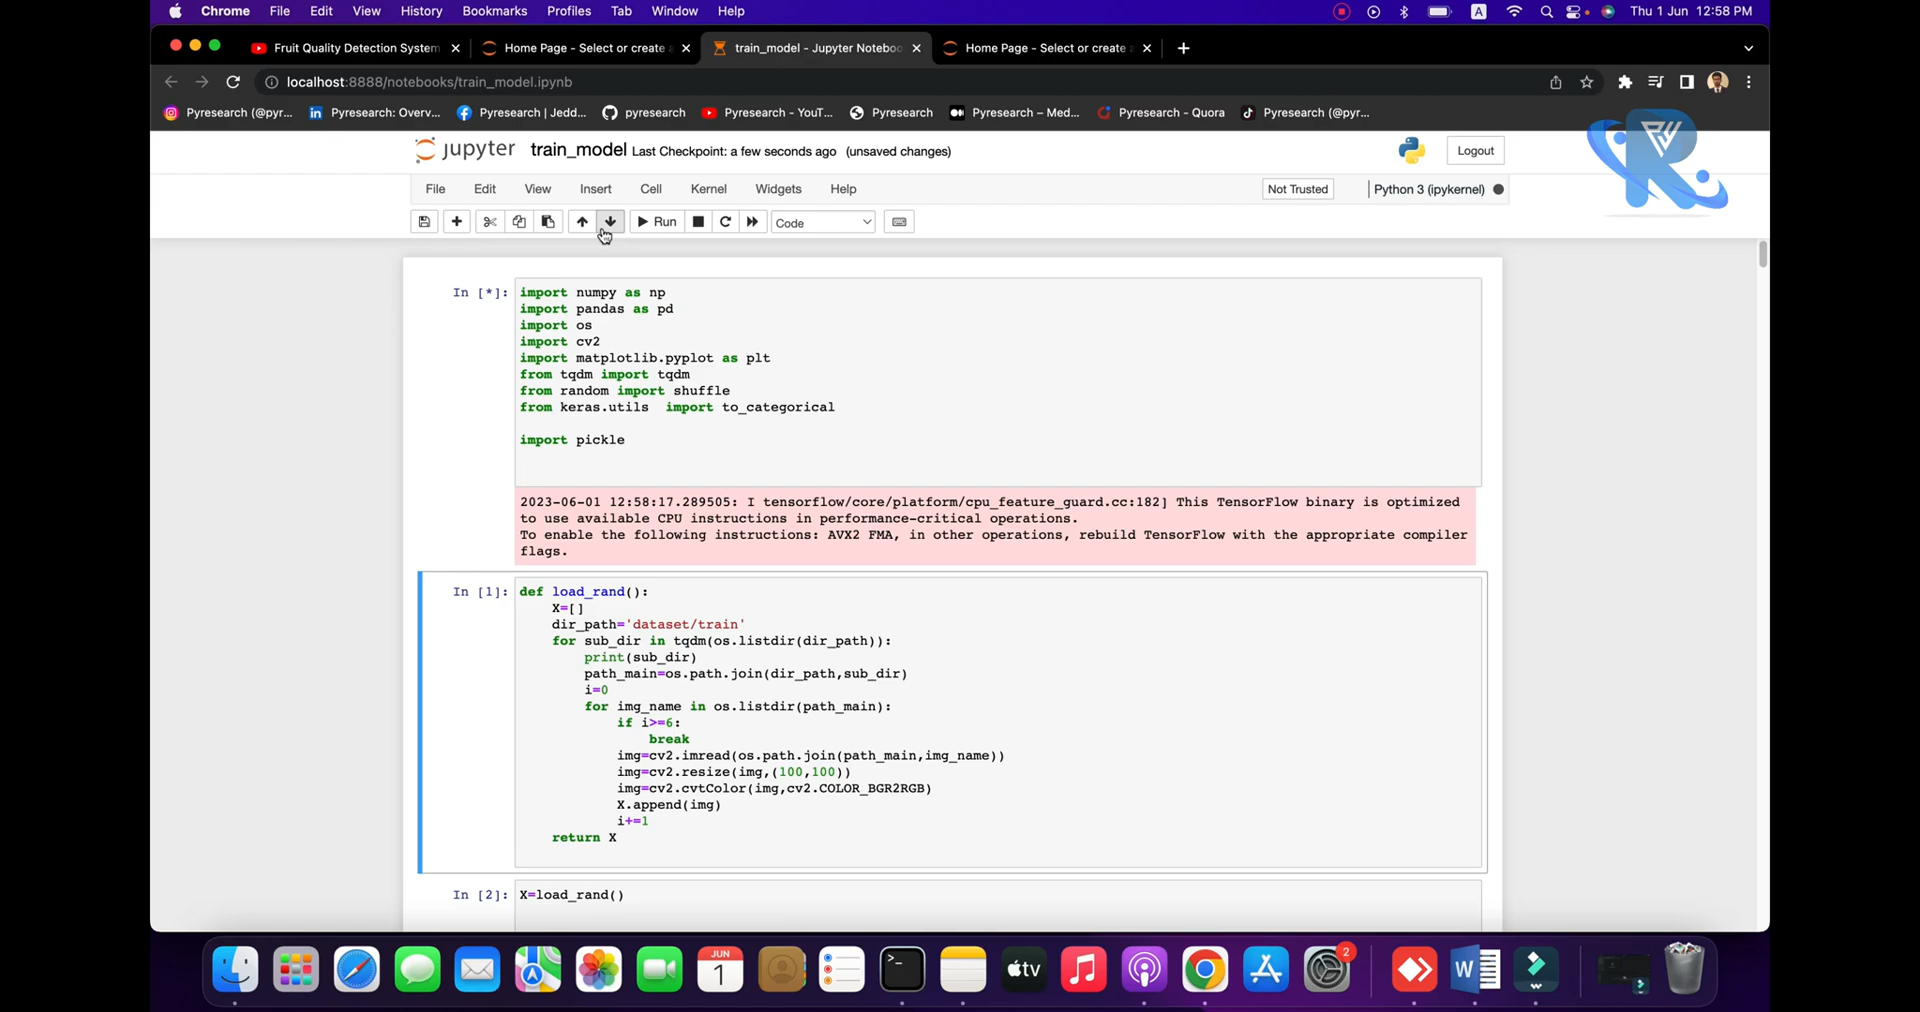 Chrome File Edit View History Bookmarks Profiles Tab Window Help A Thu 1 Jun 12:58 PM
Fruit Quality Detection System Home Page - Select or create a train_model - Jupyter Notebo Home Page - Select or create a
localhost:8888/notebooks/train_model.ipynb
Pyresearch (@pyr... Pyresearch: Overv... Pyresearch | Jedd... pyresearch Pyresearch - YouT... Pyresearch Pyresearch – Med... Pyresearch - Quora Pyresearch (@pyr...
jupyter train_model Last Checkpoint: a few seconds ago (unsaved changes) Logout
File Edit View Insert Cell Kernel Widgets Help Not Trusted Python 3 (ipykernel)
Run Code
In [*]: import numpy as np
import pandas as pd
import os
import cv2
import matplotlib.pyplot as plt
from tqdm import tqdm
from random import shuffle
from keras.utils  import to_categorical
import pickle
2023-06-01 12:58:17.289505: I tensorflow/core/platform/cpu_feature_guard.cc:182] This TensorFlow binary is optimized
to use available CPU instructions in performance-critical operations.
To enable the following instructions: AVX2 FMA, in other operations, rebuild TensorFlow with the appropriate compiler
flags.
In [1]: def load_rand():
X=[]
dir_path='dataset/train'
for sub_dir in tqdm(os.listdir(dir_path)):
print(sub_dir)
path_main=os.path.join(dir_path,sub_dir)
i=0
for img_name in os.listdir(path_main):
if i>=6:
break
img=cv2.imread(os.path.join(path_main,img_name))
img=cv2.resize(img,(100,100))
img=cv2.cvtColor(img,cv2.COLOR_BGR2RGB)
X.append(img)
i+=1
return X
In [2]: X=load_rand()
JUN
1
tv
2
W